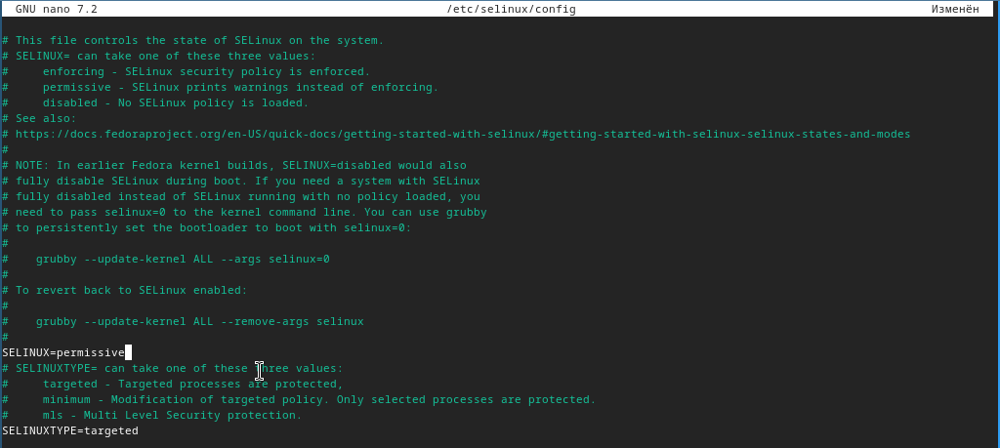 GNU nano 7.2 /etc/selinux/config Изменён
# This file controls the state of SELinux on the system.
# SELINUX= can take one of these three values:
#     enforcing - SELinux security policy is enforced.
#     permissive - SELinux prints warnings instead of enforcing.
#     disabled - No SELinux policy is loaded.
# See also:
# https://docs.fedoraproject.org/en-US/quick-docs/getting-started-with-selinux/#getting-started-with-selinux-selinux-states-and-modes
#
# NOTE: In earlier Fedora kernel builds, SELINUX=disabled would also
# fully disable SELinux during boot. If you need a system with SELinux
# fully disabled instead of SELinux running with no policy loaded, you
# need to pass selinux=0 to the kernel command line. You can use grubby
# to persistently set the bootloader to boot with selinux=0:
#
#    grubby --update-kernel ALL --args selinux=0
#
# To revert back to SELinux enabled:
#
#    grubby --update-kernel ALL --remove-args selinux
#
SELINUX=permissive
# SELINUXTYPE= can take one of these three values:
#     targeted - Targeted processes are protected,
#     minimum - Modification of targeted policy. Only selected processes are protected.
#     mls - Multi Level Security protection.
SELINUXTYPE=targeted